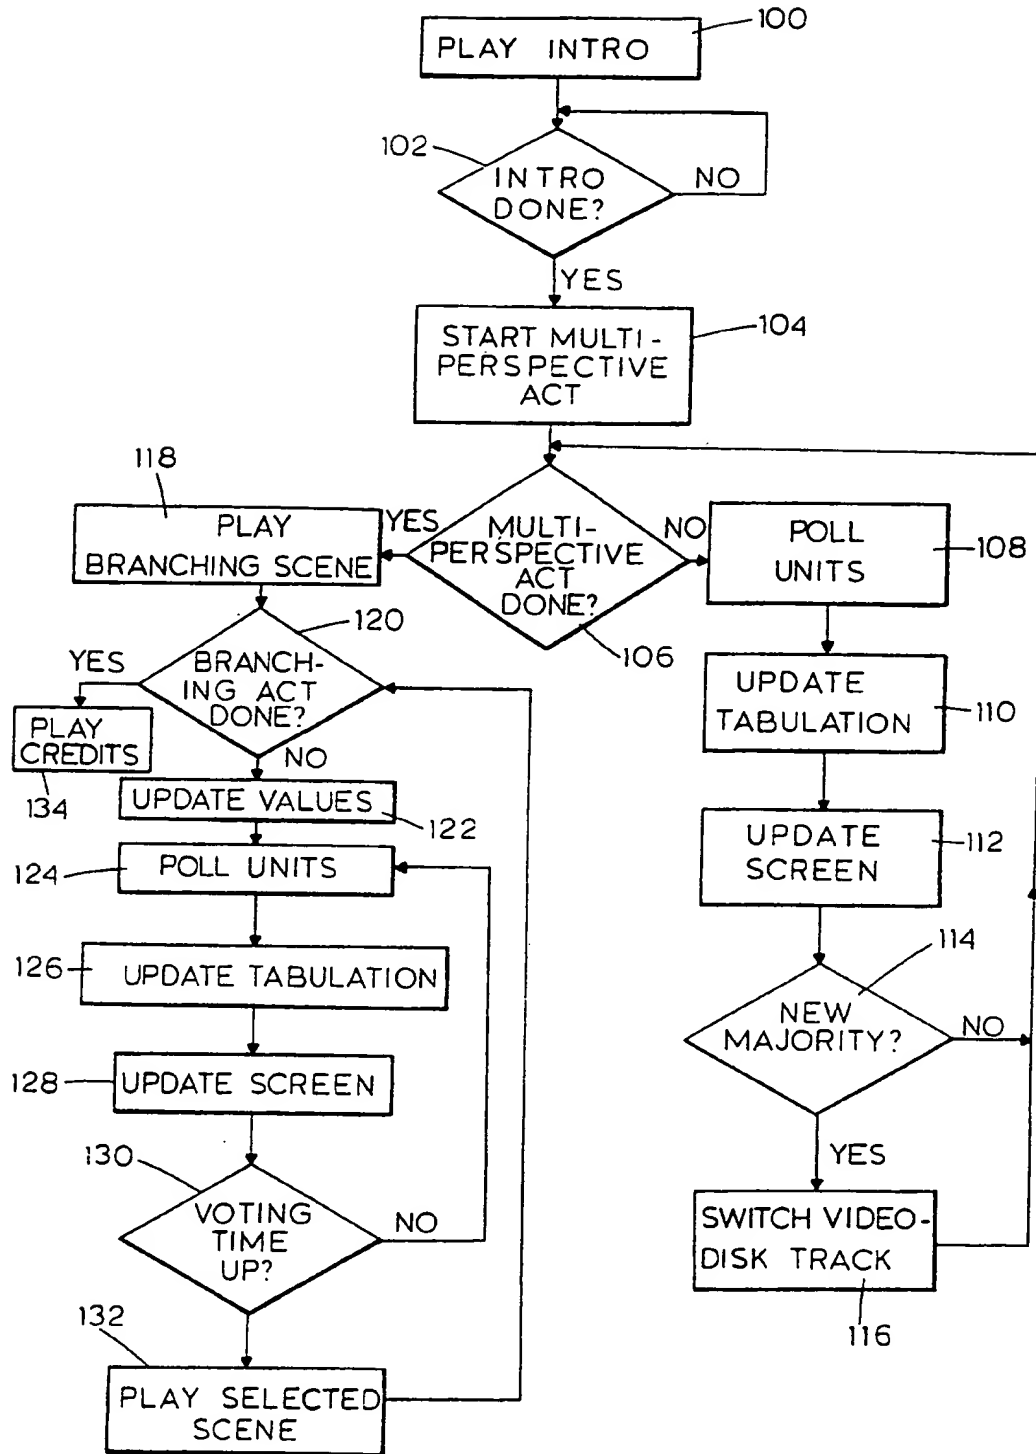 100
PLAY INTRO
102
INTRO
DONE?
NO
YES
104
START MULTI-
PERSPECTIVE
ACT
118
PLAY
BRANCHING SCENE
YES
MULTI-
PERSPECTIVE
ACT
DONE?
NO
106
POLL
UNITS
108
120
YES
BRANCH-
ING ACT
DONE?
NO
PLAY
CREDITS
134
UPDATE
TABULATION
110
UPDATE VALUES
122
124
POLL UNITS
UPDATE
SCREEN
112
126
UPDATE TABULATION
114
NEW
MAJORITY?
NO
YES
128
UPDATE SCREEN
130
VOTING
TIME
UP?
NO
SWITCH VIDEO-
DISK TRACK
116
132
PLAY SELECTED
SCENE